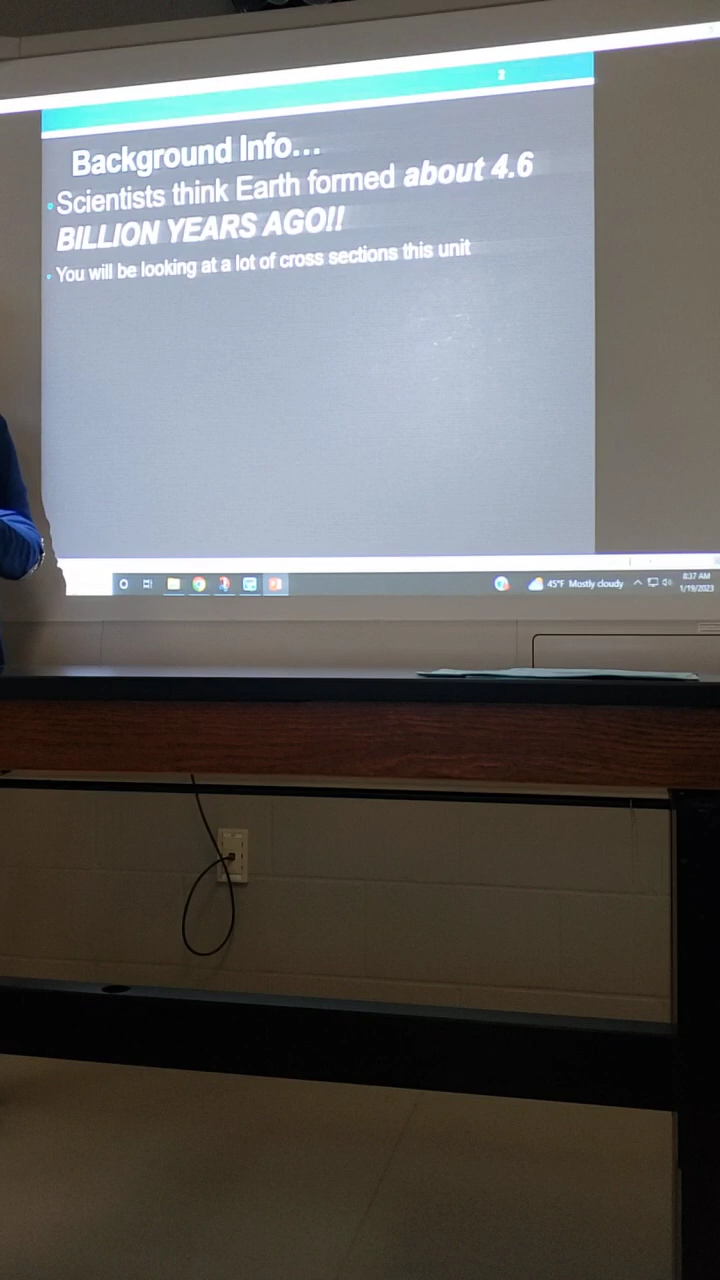 2
Background Info...
Scientists think Earth formed about 4.6
BILLION YEARS AGO!!
You will be looking at a lot of cross sections this unit
45°F Mostly cloudy
8:37 AM
1/19/2023